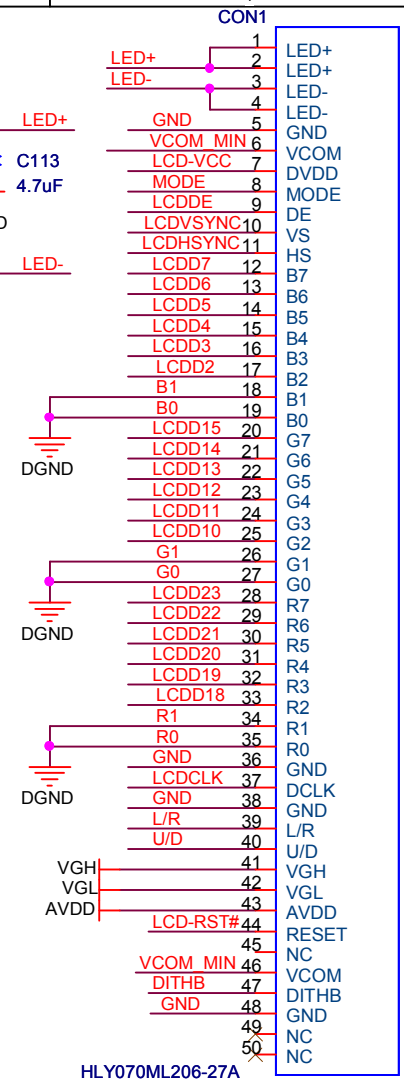 CON1
1 LED+
LED+ 2 LED+
LED- 3 LED-
4 LED-
LED+
GND 5 GND
C113
VCOM_MIN 6 VCOM
LCD-VCC 7 DVDD
4.7uF
MODE 8 MODE
LCDDE 9 DE
LCDVSYNC 10 VS
LCDHSYNC 11 HS
LED-
LCDD7 12 B7
LCDD6 13 B6
LCDD5 14 B5
LCDD4 15 B4
LCDD3 16 B3
LCDD2 17 B2
B1 18 B1
B0 19 B0
LCDD15 20 G7
DGND
LCDD14 21 G6
LCDD13 22 G5
LCDD12 23 G4
LCDD11 24 G3
LCDD10 25 G2
G1 26 G1
G0 27 G0
LCDD23 28 R7
DGND
LCDD22 29 R6
LCDD21 30 R5
LCDD20 31 R4
LCDD19 32 R3
LCDD18 33 R2
R1 34 R1
R0 35 R0
GND 36 GND
DGND
LCDCLK 37 DCLK
GND 38 GND
L/R 39 L/R
U/D 40 U/D
VGH 41 VGH
VGL 42 VGL
AVDD 43 AVDD
LCD-RST# 44 RESET
45 NC
VCOM_MIN 46 VCOM
DITHB 47 DITHB
GND 48 GND
49 NC
50 NC
HLY070ML206-27A